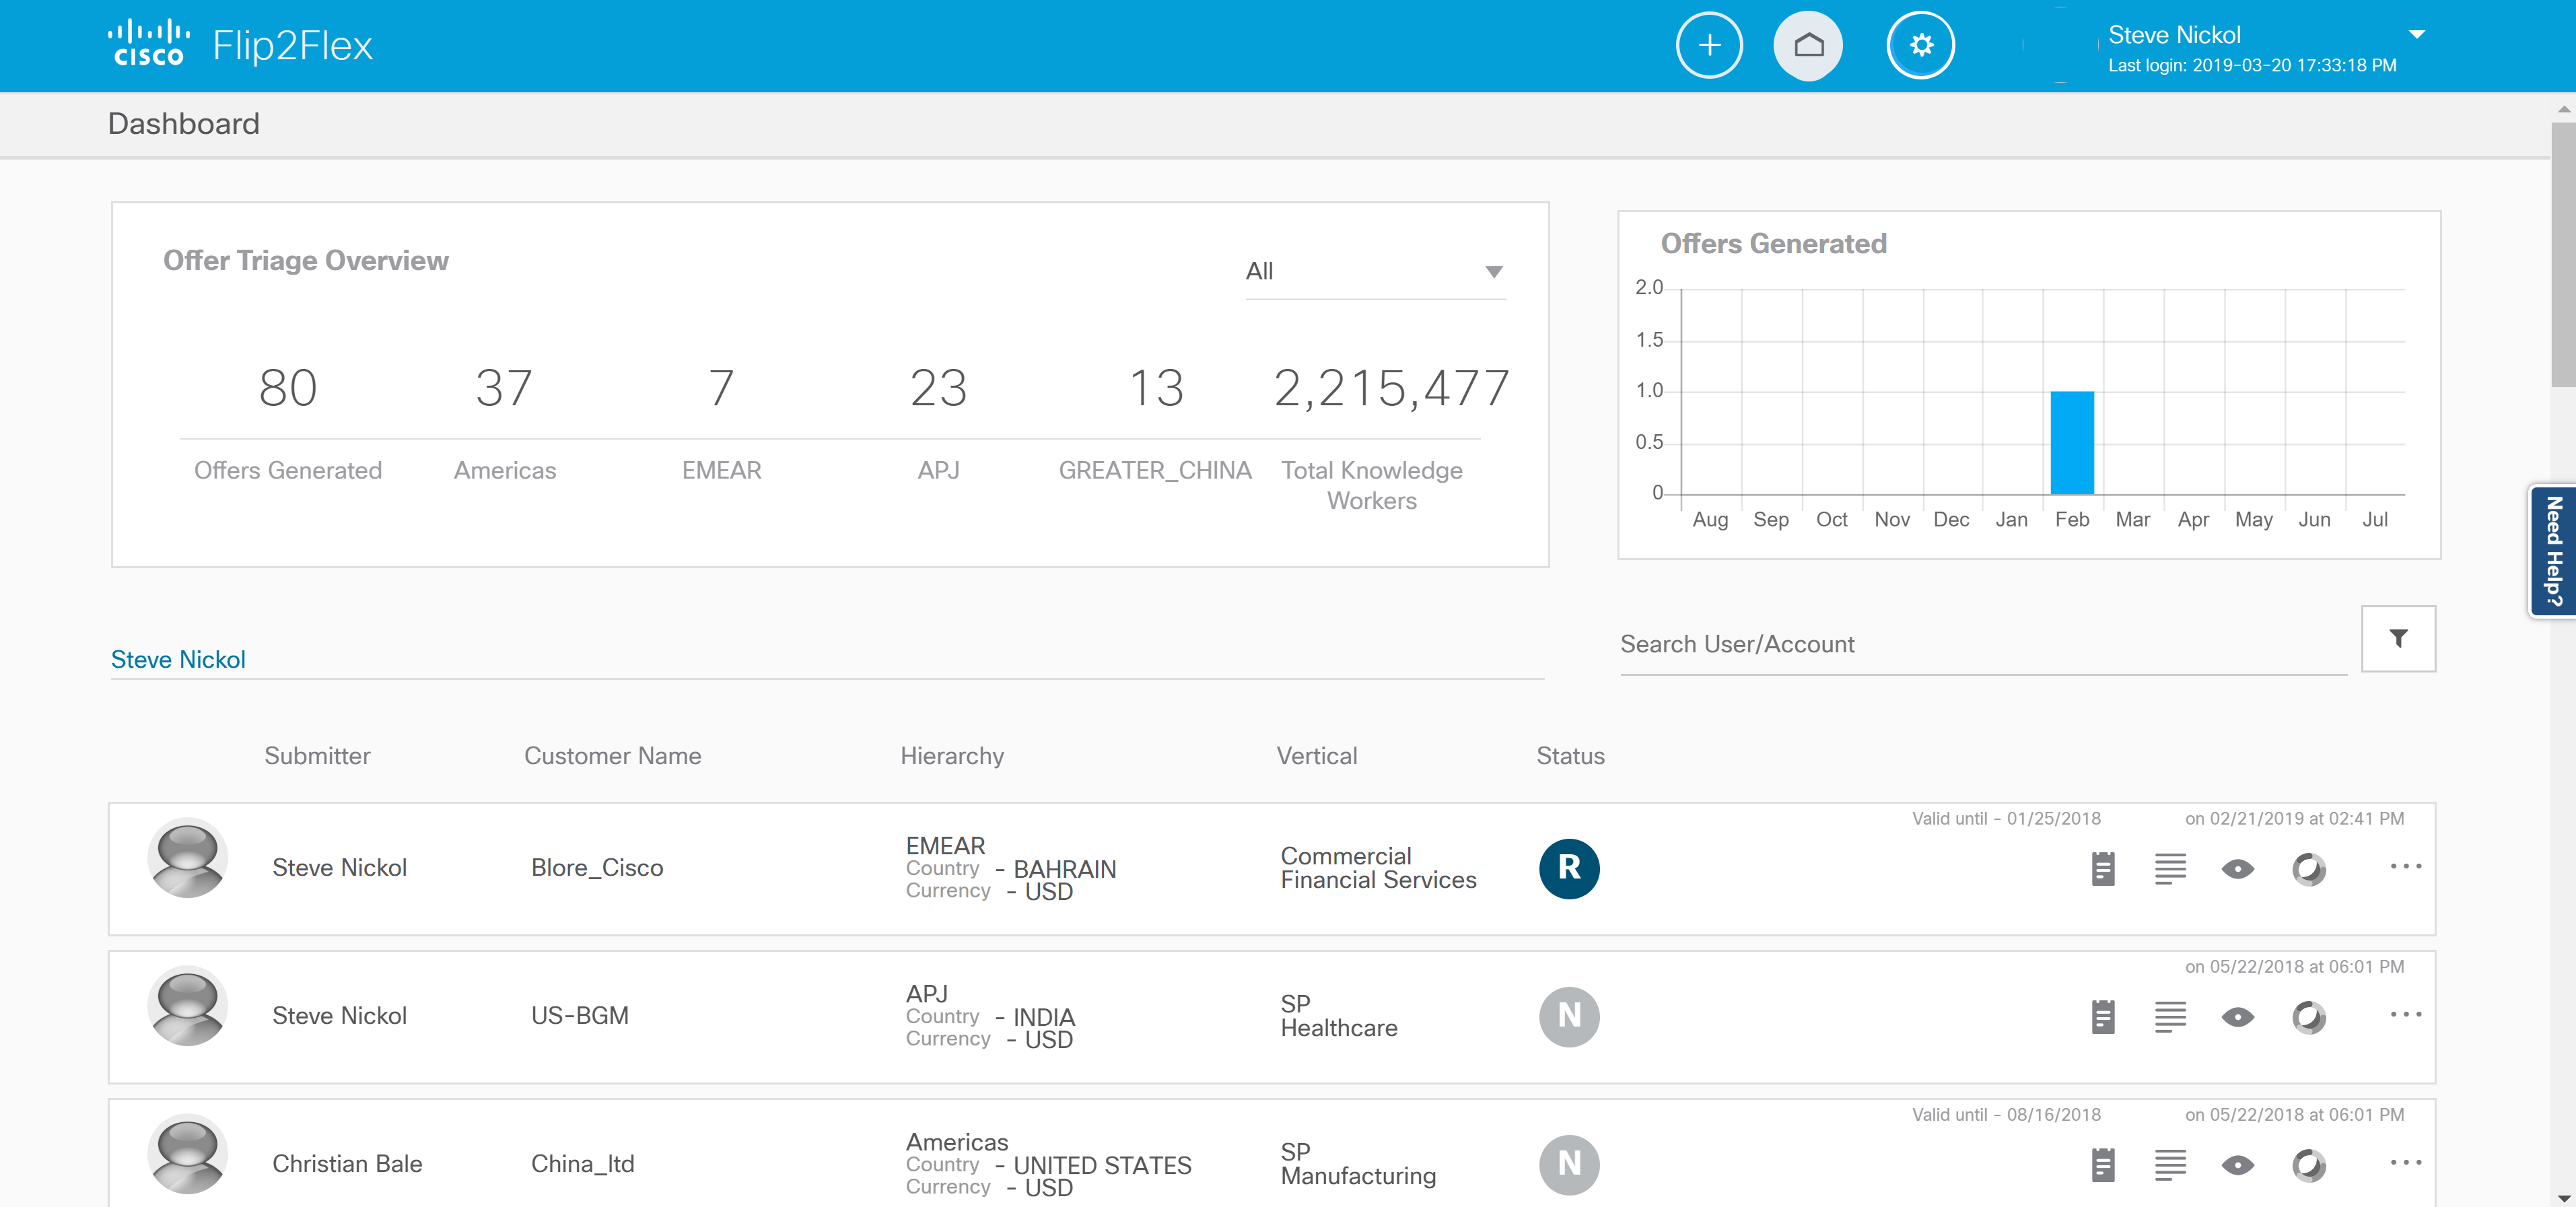 CISCO Flip2Flex
Steve Nickol
Last login: 2019-03-20 17:33:18 PM
Dashboard
Offer Triage Overview
All
80 37 7 23 13 2,215,477
Offers Generated Americas EMEAR APJ GREATER_CHINA Total Knowledge
Workers
Offers Generated
2.0
1.5
1.0
0.5
0
Aug Sep Oct Nov Dec Jan Feb Mar Apr May Jun Jul
Need Help?
Steve Nickol
Search User/Account
Submitter Customer Name Hierarchy Vertical Status
Valid until - 01/25/2018 on 02/21/2019 at 02:41 PM
Steve Nickol
Blore_Cisco
EMEAR
Country - BAHRAIN
Currency - USD
Commercial
Financial Services
R
on 05/22/2018 at 06:01 PM
Steve Nickol
US-BGM
APJ
Country - INDIA
Currency - USD
SP
Healthcare
N
Valid until - 08/16/2018 on 05/22/2018 at 06:01 PM
Christian Bale
China_ltd
Americas
Country - UNITED STATES
Currency - USD
SP
Manufacturing
N